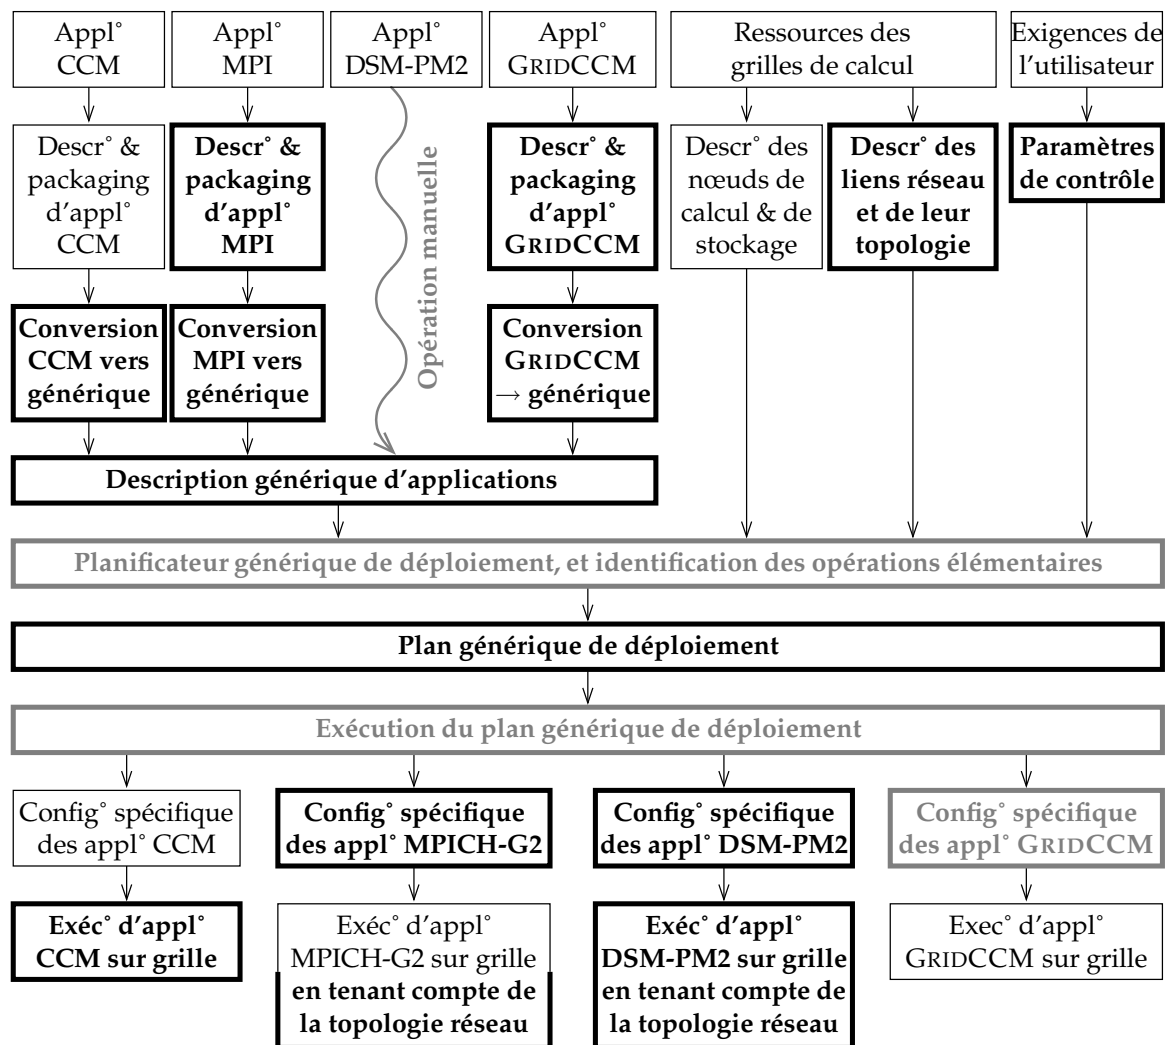 Appl°
CCM
Appl°
MPI
Appl°
DSM-PM2
Appl°
GRIDCCM
Ressources des
grilles de calcul
Exigences de
l'utilisateur
Descr° &
packaging
d'appl°
CCM
Descr° &
packaging
d'appl°
MPI
Opération manuelle
Descr° &
packaging
d'appl°
GRIDCCM
Descr° des
nœuds de
calcul & de
stockage
Descr° des
liens réseau
et de leur
topologie
Paramètres
de contrôle
Conversion
CCM vers
générique
Conversion
MPI vers
générique
Conversion
GRIDCCM
→ générique
Description générique d'applications
Planificateur générique de déploiement, et identification des opérations élémentaires
Plan générique de déploiement
Exécution du plan générique de déploiement
Config° spécifique
des appl° CCM
Config° spécifique
des appl° MPICH-G2
Config° spécifique
des appl° DSM-PM2
Config° spécifique
des appl° GRIDCCM
Exéc° d'appl°
CCM sur grille
Exéc° d'appl°
MPICH-G2 sur grille
en tenant compte de
la topologie réseau
Exéc° d'appl°
DSM-PM2 sur grille
en tenant compte de
la topologie réseau
Exec° d'appl°
GRIDCCM sur grille